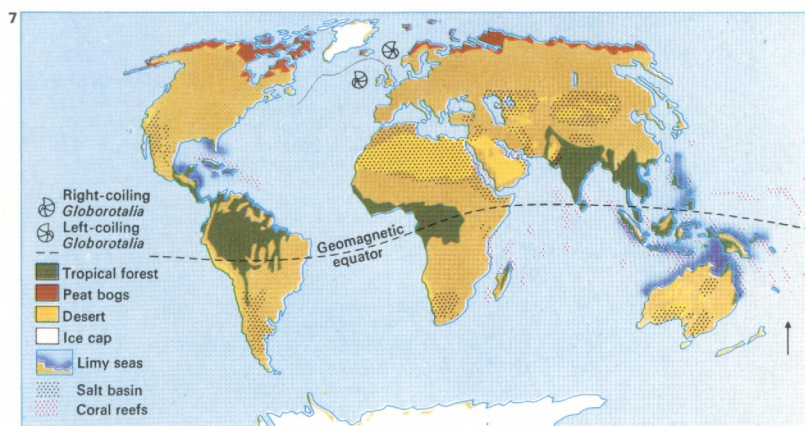 7
Right-coiling
Globorotalia
Left-coiling
Globorotalia
Geomagnetic
equator
Tropical forest
Peat bogs
Desert
Ice cap
Limy seas
Salt basin
Coral reefs